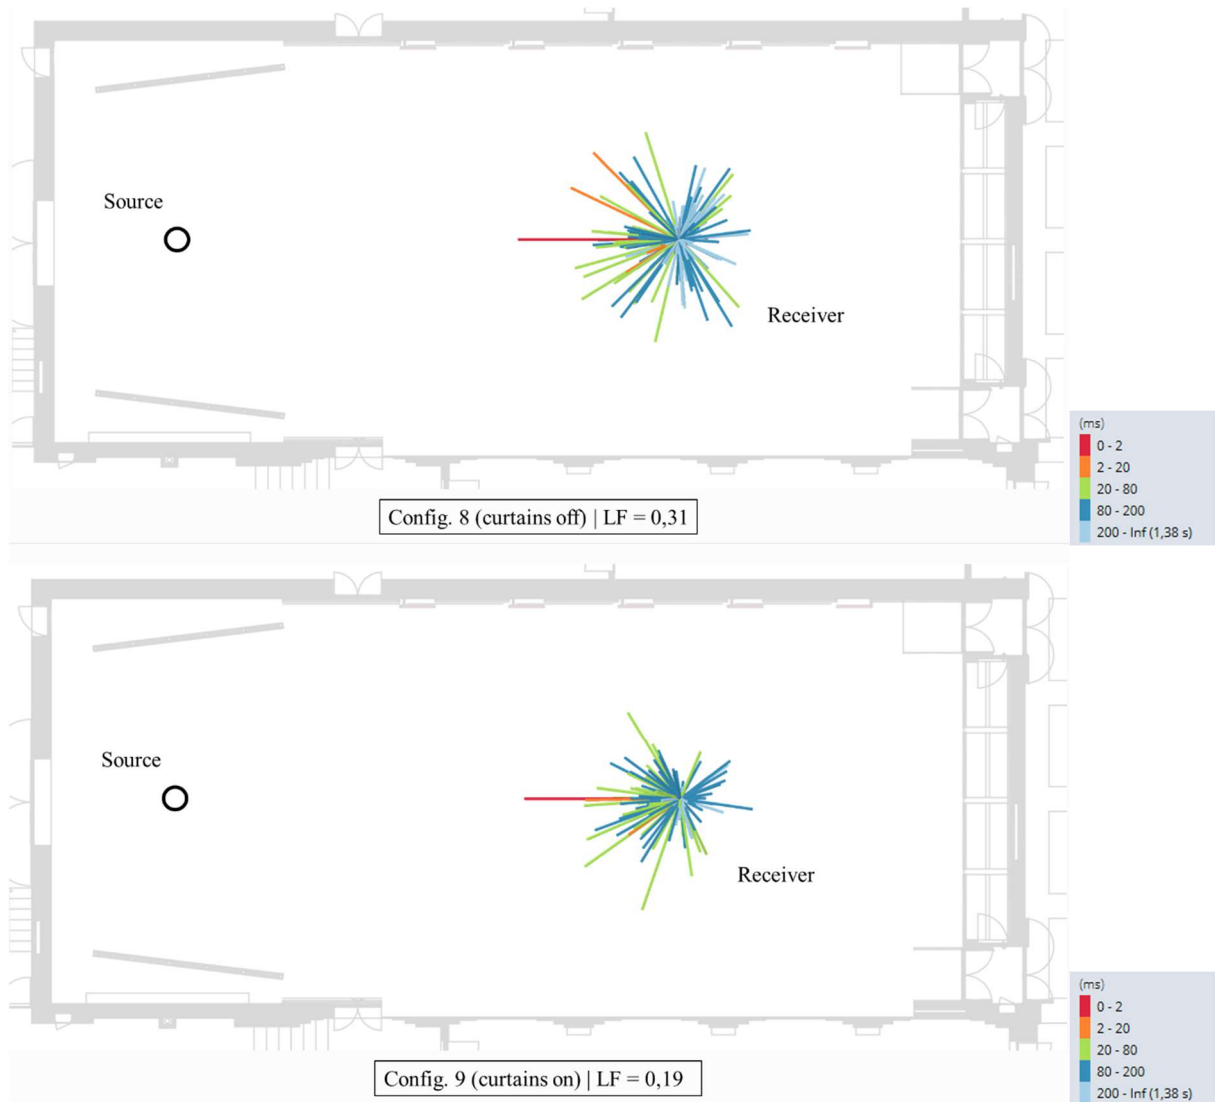 Source
Receiver
(ms)
0 - 2
2 - 20
20 - 80
80 - 200
200 - Inf (1,38 s)
Config. 8 (curtains off) | LF = 0,31
Source
Receiver
(ms)
0 - 2
2 - 20
20 - 80
80 - 200
200 - Inf (1,38 s)
Config. 9 (curtains on) | LF = 0,19